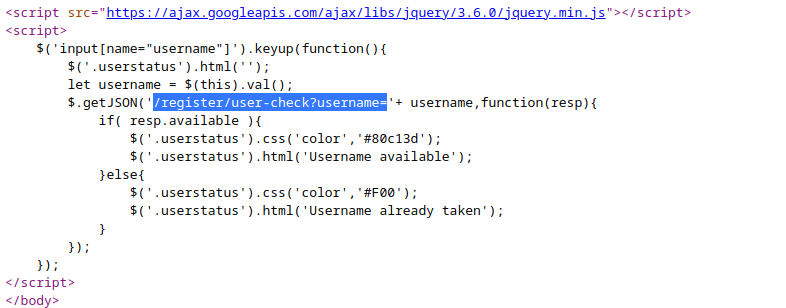 <script src="https://ajax.googleapis.com/ajax/libs/jquery/3.6.0/jquery.min.js"></script>
<script>
    $('input[name="username"]').keyup(function(){
        $('.userstatus').html('');
        let username = $(this).val();
        $.getJSON('/register/user-check?username='+ username,function(resp){
            if( resp.available ){
                $('.userstatus').css('color','#80c13d');
                $('.userstatus').html('Username available');
            }else{
                $('.userstatus').css('color','#F00');
                $('.userstatus').html('Username already taken');
            }
        });
    });
</script>
</body>